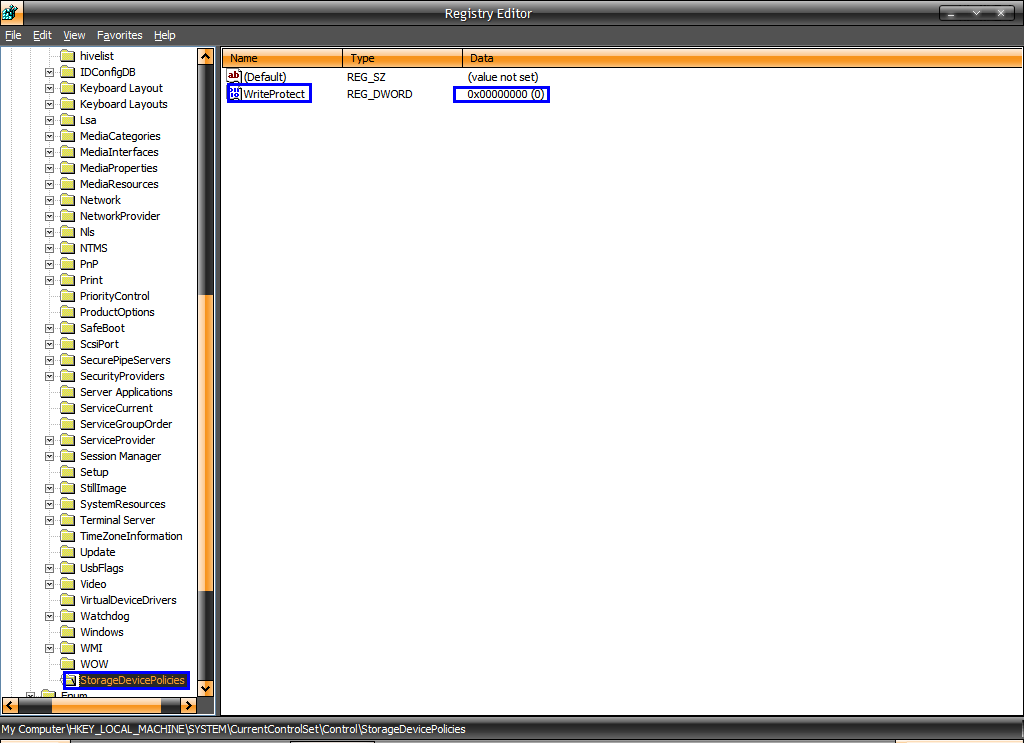 Registry Editor
File Edit View Favorites Help
hivelist
IDConfigDB
Keyboard Layout
Keyboard Layouts
Lsa
MediaCategories
MediaInterfaces
MediaProperties
MediaResources
Network
NetworkProvider
Nls
NTMS
PnP
Print
PriorityControl
ProductOptions
SafeBoot
ScsiPort
SecurePipeServers
SecurityProviders
Server Applications
ServiceCurrent
ServiceGroupOrder
ServiceProvider
Session Manager
Setup
StillImage
SystemResources
Terminal Server
TimeZoneInformation
Update
UsbFlags
Video
VirtualDeviceDrivers
Watchdog
Windows
WMI
WOW
StorageDevicePolicies
Enum
Name Type Data
(Default) REG_SZ (value not set)
WriteProtect REG_DWORD 0x00000000 (0)
My Computer\HKEY_LOCAL_MACHINE\SYSTEM\CurrentControlSet\Control\StorageDevicePolicies